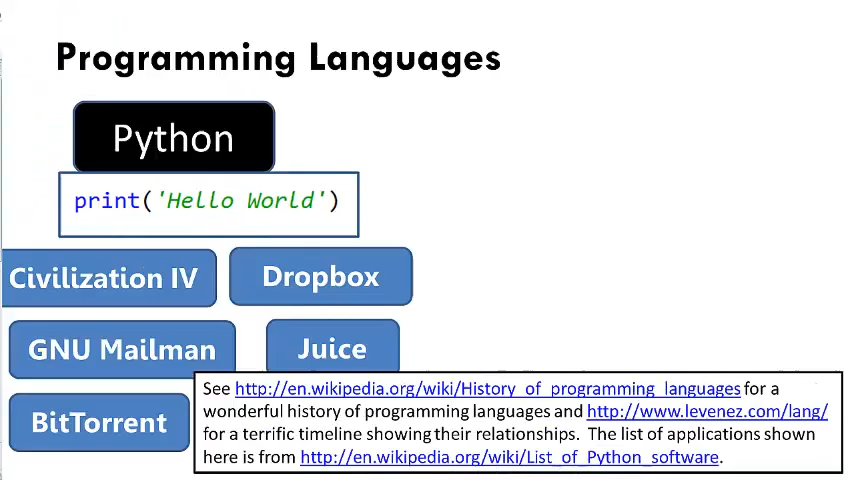 Programming Languages
Python
print('Hello World')
Civilization IV
Dropbox
GNU Mailman
Juice
BitTorrent
See http://en.wikipedia.org/wiki/History_of_programming_languages for a
wonderful history of programming languages and http://www.levenez.com/lang/
for a terrific timeline showing their relationships. The list of applications shown
here is from http://en.wikipedia.org/wiki/List_of_Python_software.